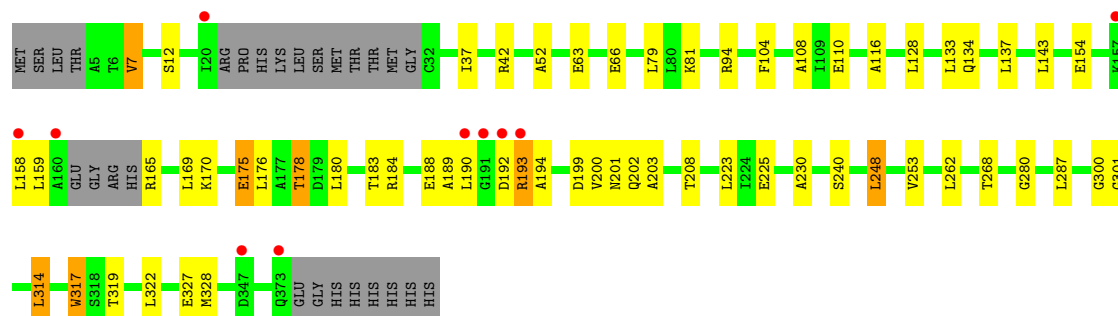 MET SER LEU THR A5 T6 V7 S12 I20 ARG PRO HIS LYS LEU SER MET THR THR MET GLY C32 I37 R42 A52 E63 E66 L79 L80 K81 R94 F104 A108 I109 E110 A116 L128 L133 Q134 L137 L143 E154 K157
L158 L159 A160 GLU GLY ARG HIS R165 L169 K170 E175 L176 A177 T178 D179 L180 T183 R184 E188 A189 L190 G191 D192 R193 A194 D199 V200 N201 Q202 A203 T208 L223 I224 E225 A230 S240 L248 V253 L262 T268 G280 L287 G300 G301
L314 W317 S318 T319 L322 E327 M328 D347 Q373 GLU GLY HIS HIS HIS HIS HIS HIS